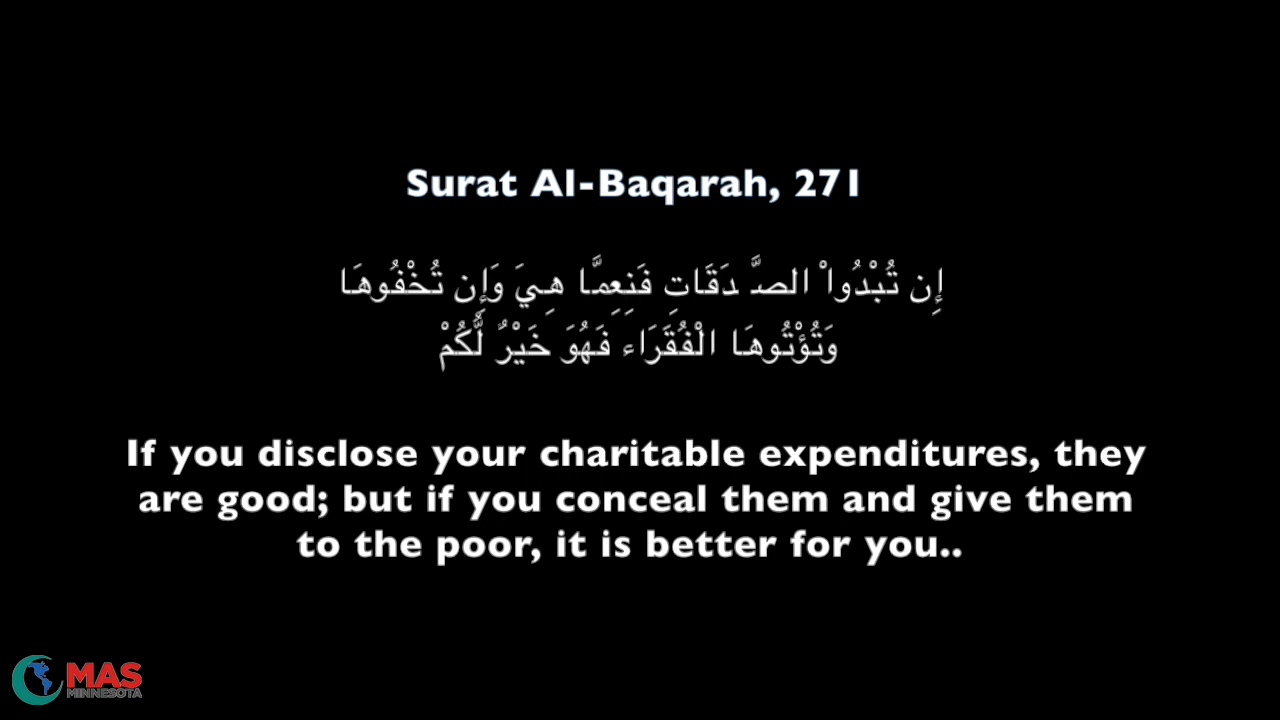 Surat Al-Baqarah, 271
إِن تُبْدُواْ الصَّدَقَاتِ فَنِعِمَّا هِيَ وَإِن تُخْفُوهَا
وَتُؤْتُوهَا الْفُقَرَاء فَهُوَ خَيْرٌ لُّكُمْ
If you disclose your charitable expenditures, they
are good; but if you conceal them and give them
to the poor, it is better for you..
MAS
MINNESOTA